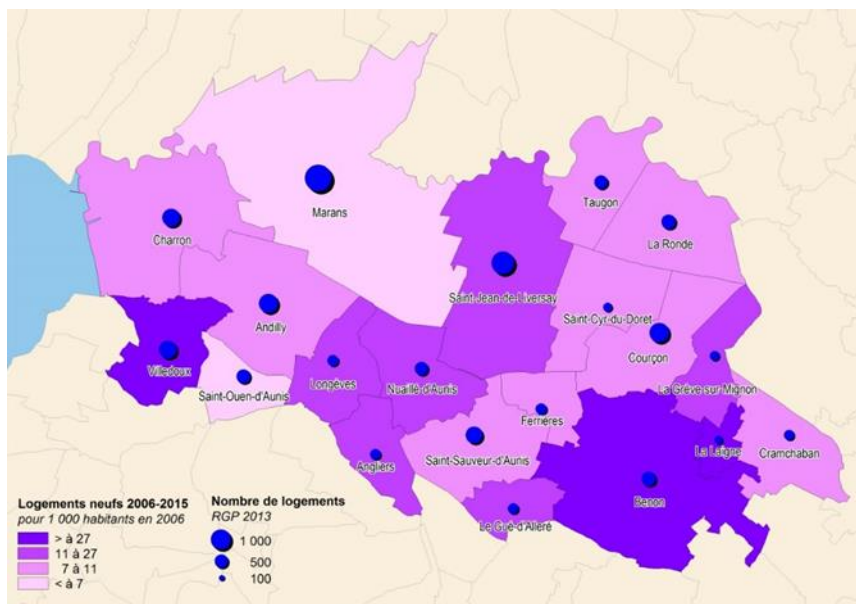 Marans
Taugon
Charron
La Ronde
Saint-Jean-de-Liversay
Saint-Cyr-du-Doret
Andilly
Courçon
Villedoux
Longèves
Nuaillé-d'Aunis
La Grève-sur-Mignon
Saint-Ouen-d'Aunis
Ferrières
La Laigne
Cramchaban
Saint-Sauveur-d'Aunis
Angliers
Benon
Le Gué-d'Alleré
Logements neufs 2006-2015
pour 1 000 habitants en 2006
> à 27
11 à 27
7 à 11
< à 7
Nombre de logements
RGP 2013
1 000
500
100